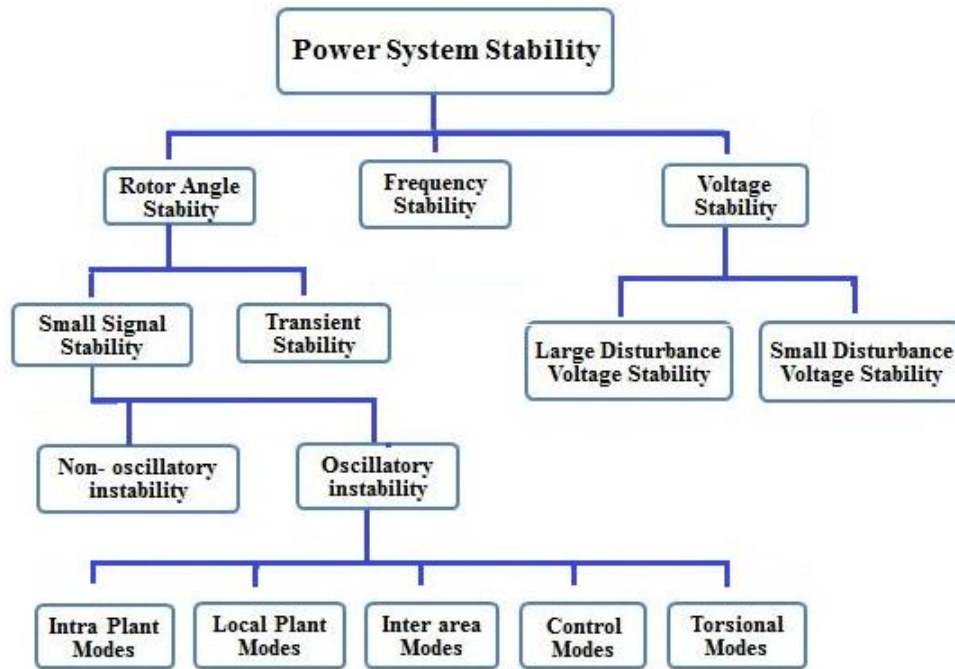 Power System Stability
Rotor Angle
Stabiity
Frequency
Stability
Voltage
Stability
Small Signal
Stability
Transient
Stability
Large Disturbance
Voltage Stability
Small Disturbance
Voltage Stability
Non- oscillatory
instability
Oscillatory
instability
Intra Plant
Modes
Local Plant
Modes
Inter area
Modes
Control
Modes
Torsional
Modes